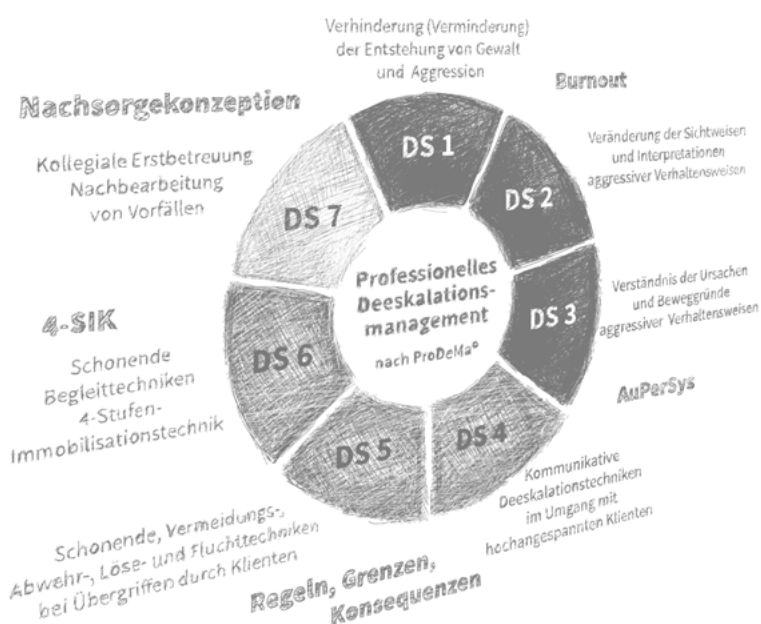 Verhinderung (Verminderung)
der Entstehung von Gewalt
und Aggression
Burnout
Veränderung der Sichtweisen
und Interpretationen
aggressiver Verhaltensweisen
Verständnis der Ursachen
und Beweggründe
aggressiver Verhaltensweisen
AuPerSys
Kommunikative
Deeskalationstechniken
im Umgang mit
hochangespannten Klienten
Regeln, Grenzen,
Konsequenzen
Schonende, Vermeidungs-,
Abwehr-, Löse- und Fluchttechniken
bei Übergriffen durch Klienten
4-SIK
Schonende
Begleittechniken
4-Stufen-
Immobilisationstechnik
Nachsorgekonzeption
Kollegiale Erstbetreuung
Nachbearbeitung
von Vorfällen
DS 1
DS 2
DS 3
DS 4
DS 5
DS 6
DS 7
Professionelles
Deeskalations-
management
nach ProDeMa®